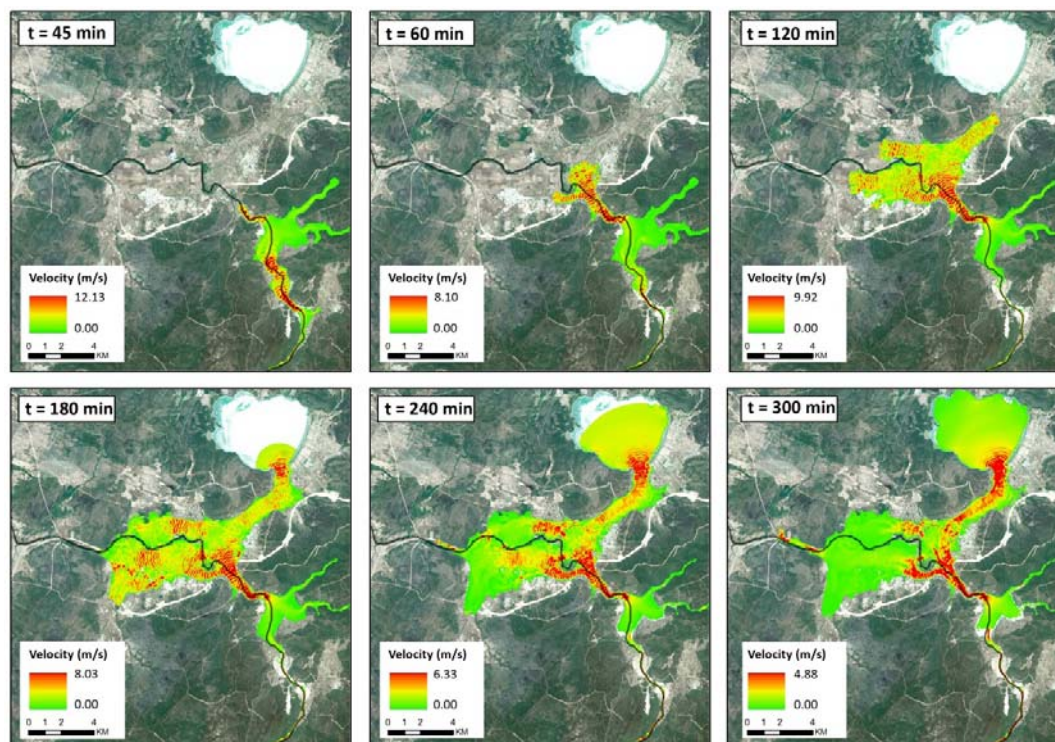 t = 45 min
t = 60 min
t = 120 min
Velocity (m/s)
12.13
0.00
0 1 2 4
KM
Velocity (m/s)
8.10
0.00
0 1 2 4
KM
Velocity (m/s)
9.92
0.00
0 1 2 4
KM
t = 180 min
t = 240 min
t = 300 min
Velocity (m/s)
8.03
0.00
0 1 2 4
KM
Velocity (m/s)
6.33
0.00
0 1 2 4
KM
Velocity (m/s)
4.88
0.00
0 1 2 4
KM